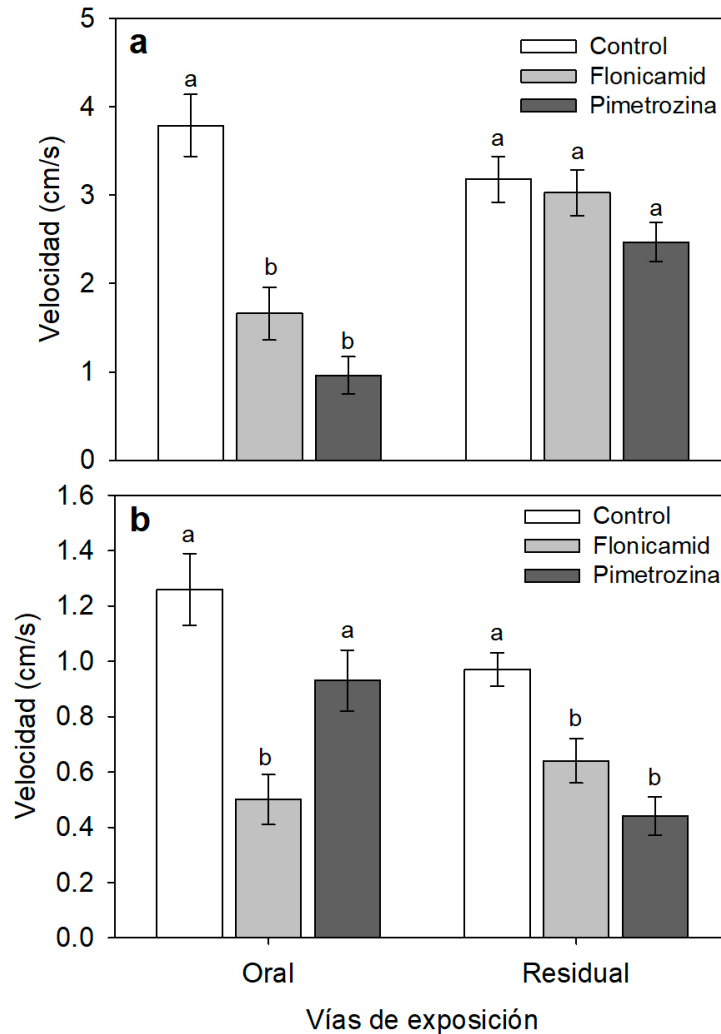 a
Control
Flonicamid
Pimetrozina
Velocidad (cm/s)
5
4
3
2
1
0
a
b
b
a
a
a
b
Control
Flonicamid
Pimetrozina
Velocidad (cm/s)
1.6
1.4
1.2
1.0
0.8
0.6
0.4
0.2
0.0
a
b
a
a
b
b
Oral Residual
Vías de exposición